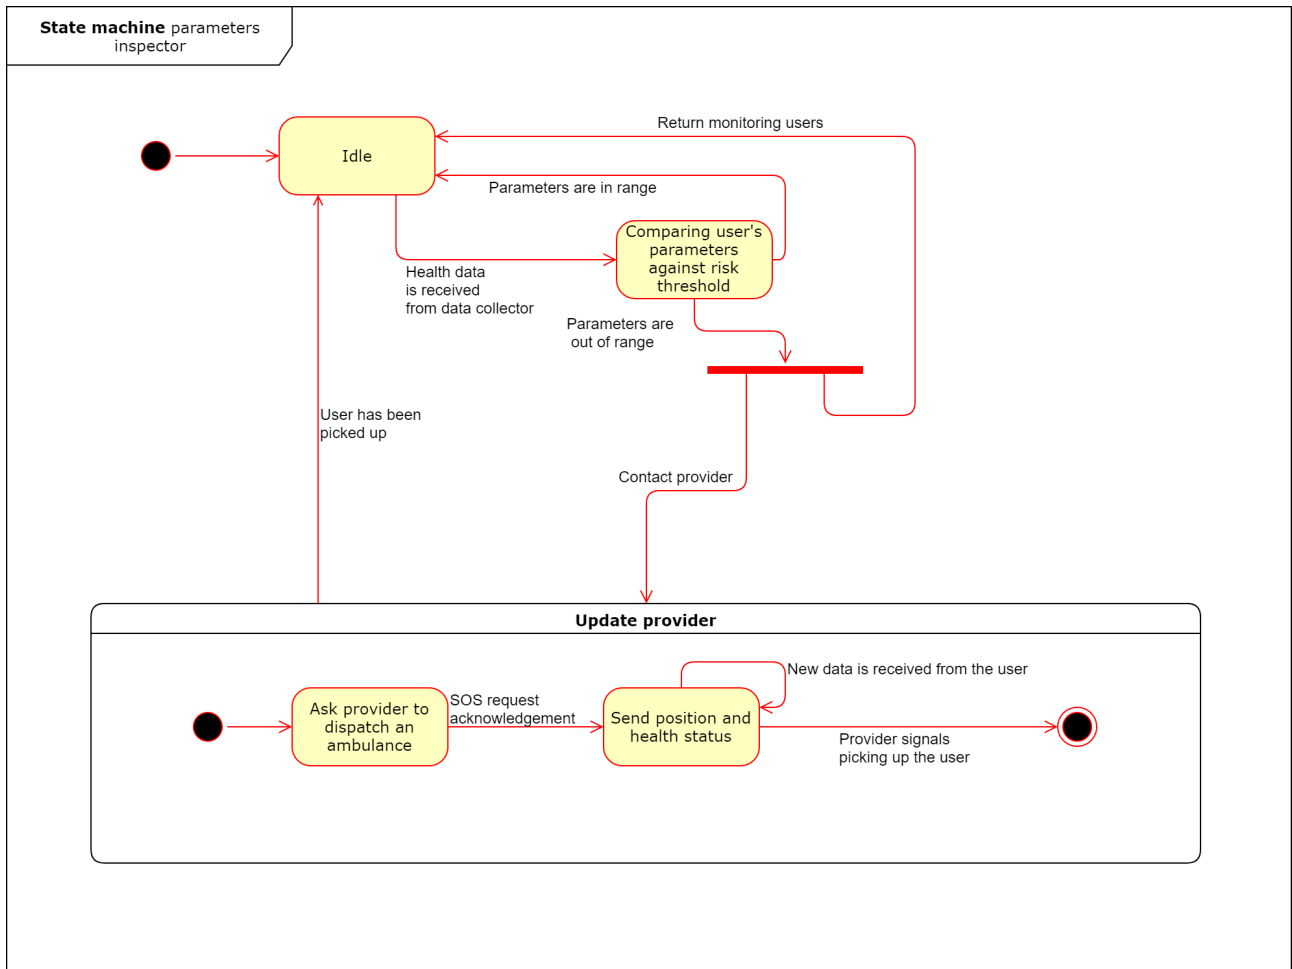 State machine parameters
inspector
Return monitoring users
Idle
Parameters are in range
Comparing user's
parameters
against risk
threshold
Health data
is received
from data collector
Parameters are
out of range
User has been
picked up
Contact provider
Update provider
New data is received from the user
Ask provider to
dispatch an
ambulance
SOS request
acknowledgement
Send position and
health status
Provider signals
picking up the user